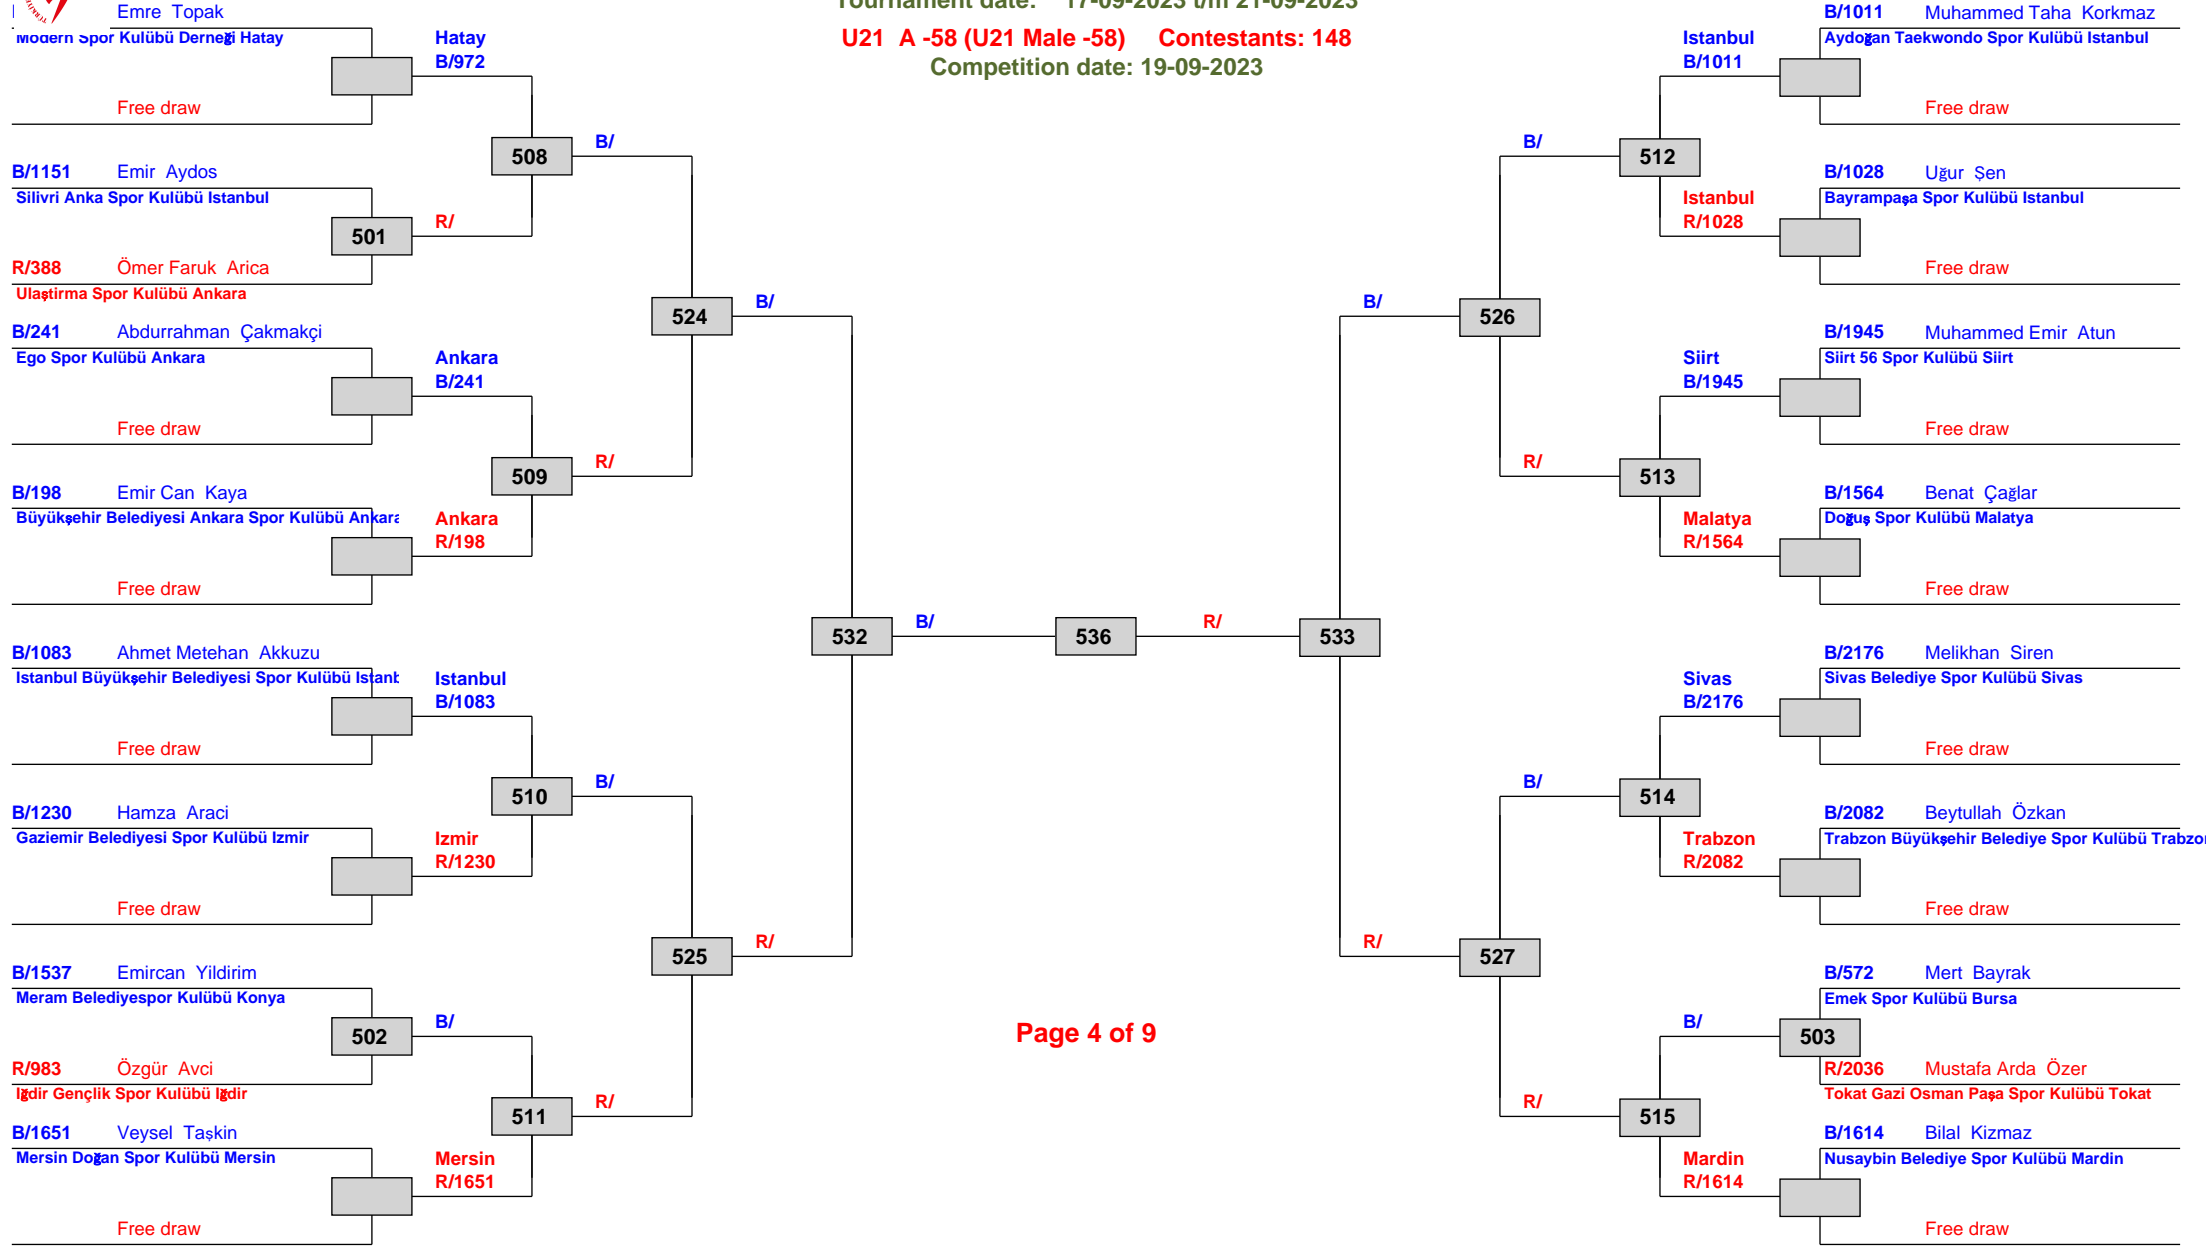 Emre Topak
Modern Spor Kulübü Derneği Hatay
Free draw
B/1151 Emir Aydos
Silivri Anka Spor Kulübü Istanbul
501
R/388 Ömer Faruk Arica
Ulaştirma Spor Kulübü Ankara
B/241 Abdurrahman Çakmakçi
Ego Spor Kulübü Ankara
Free draw
B/198 Emir Can Kaya
Büyükşehir Belediyesi Ankara Spor Kulübü Ankara
Free draw
B/1083 Ahmet Metehan Akkuzu
Istanbul Büyükşehir Belediyesi Spor Kulübü Istanb
Free draw
B/1230 Hamza Araci
Gaziemir Belediyesi Spor Kulübü Izmir
Free draw
B/1537 Emircan Yildirim
Meram Belediyespor Kulübü Konya
502
R/983 Özgür Avci
Iğdir Gençlik Spor Kulübü Iğdir
B/1651 Veysel Taşkin
Mersin Doğan Spor Kulübü Mersin
Free draw
Hatay
B/972
508
R/
Ankara
B/241
509
Ankara
R/198
Istanbul
B/1083
510
Izmir
R/1230
B/
511
Mersin
R/1651
B/
524
R/
B/
525
R/
B/
532
R/
Tournament date: 17-09-2023 t/m 21-09-2023
U21 A -58 (U21 Male -58) Contestants: 148
Competition date: 19-09-2023
B/
536
R/
Page 4 of 9
B/
533
R/
B/
526
R/
B/
527
R/
Istanbul
B/1011
512
Istanbul
R/1028
Siirt
B/1945
513
Malatya
R/1564
Sivas
B/2176
514
Trabzon
R/2082
B/
515
Mardin
R/1614
B/1011 Muhammed Taha Korkmaz
Aydoğan Taekwondo Spor Kulübü Istanbul
Free draw
B/1028 Uğur Şen
Bayrampaşa Spor Kulübü Istanbul
Free draw
B/1945 Muhammed Emir Atun
Siirt 56 Spor Kulübü Siirt
Free draw
B/1564 Benat Çağlar
Doğuş Spor Kulübü Malatya
Free draw
B/2176 Melikhan Siren
Sivas Belediye Spor Kulübü Sivas
Free draw
B/2082 Beytullah Özkan
Trabzon Büyükşehir Belediye Spor Kulübü Trabzon
Free draw
B/572 Mert Bayrak
Emek Spor Kulübü Bursa
503
R/2036 Mustafa Arda Özer
Tokat Gazi Osman Paşa Spor Kulübü Tokat
B/1614 Bilal Kizmaz
Nusaybin Belediye Spor Kulübü Mardin
Free draw